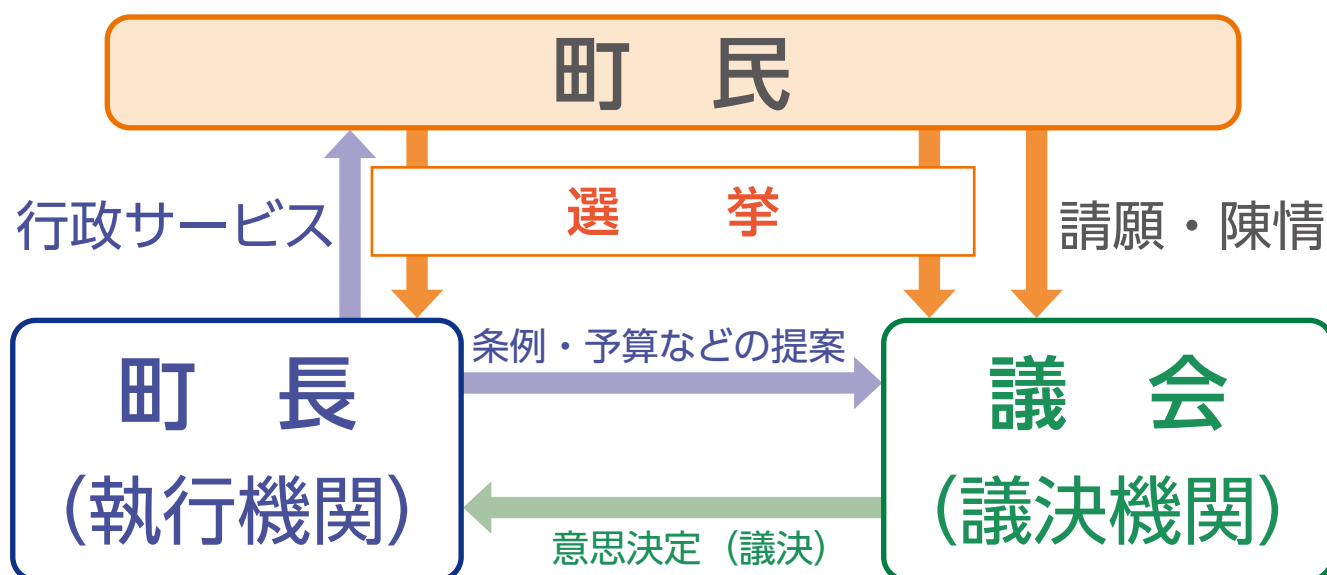 町　民
選　挙
行政サービス
請願・陳情
条例・予算などの提案
町　長
(執行機関)
議　会
(議決機関)
意思決定（議決）